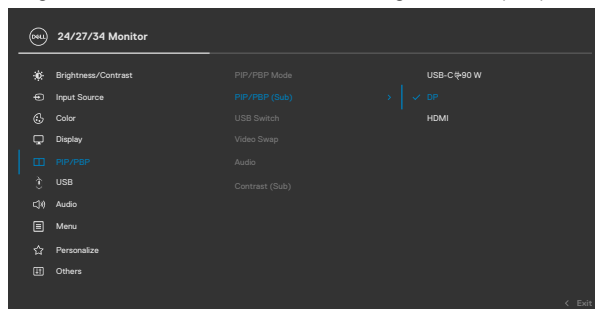 DELL
24/27/34 Monitor
Brightness/Contrast
Input Source
Color
Display
PIP/PBP
USB
Audio
Menu
Personalize
Others
PIP/PBP Mode
PIP/PBP (Sub)
USB Switch
Video Swap
Audio
Contrast (Sub)
USB-C 90 W
DP
HDMI
Exit